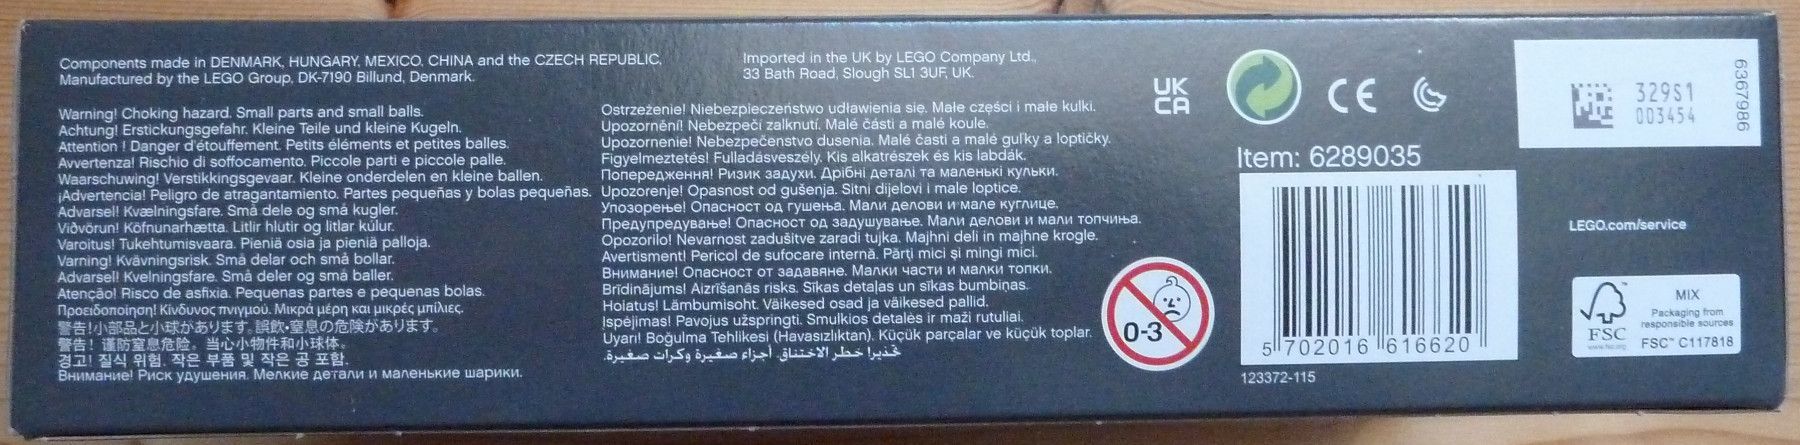 Components made in DENMARK, HUNGARY, MEXICO, CHINA and the CZECH REPUBLIC.
Manufactured by the LEGO Group, DK-7190 Billund, Denmark.
Imported in the UK by LEGO Company Ltd.,
33 Bath Road, Slough SL1 3UF, UK.
Warning! Choking hazard. Small parts and small balls.
Achtung! Erstickungsgefahr. Kleine Teile und kleine Kugeln.
Attention ! Danger d'étouffement. Petits éléments et petites balles.
Avvertenza! Rischio di soffocamento. Piccole parti e piccole palle.
Waarschuwing! Verstikkingsgevaar. Kleine onderdelen en kleine ballen.
¡Advertencia! Peligro de atragantamiento. Partes pequeñas y bolas pequeñas.
Advarsel! Kvælningsfare. Små dele og små kugler.
Viðvörun! Köfnunarhætta. Litlir hlutir og litlar kúlur.
Varoitus! Tukehtumisvaara. Pieniä osia ja pieniä palloja.
Varning! Kvävningsrisk. Små delar och små bollar.
Advarsel! Kvelningsfare. Små deler og små baller.
Atenção! Risco de asfixia. Pequenas partes e pequenas bolas.
Προειδοποίηση! Κίνδυνος πνιγμού. Μικρά μέρη και μικρές μπίλιες.
警告!小部品と小球があります。誤飲・窒息の危険があります。
警告! 谨防窒息危险。当心小物件和小球体。
경고! 질식 위험. 작은 부품 및 작은 공 포함.
Внимание! Риск удушения. Мелкие детали и маленькие шарики.
Ostrzeżenie! Niebezpieczeństwo udławienia się. Małe części i małe kulki.
Upozornění! Nebezpečí zalknutí. Malé části a malé koule.
Upozornenie! Nebezpečenstvo dusenia. Malé časti a malé guľky a loptičky.
Figyelmeztetés! Fulladásveszély. Kis alkatrészek és kis labdák.
Попередження! Ризик задухи. Дрібні деталі та маленькі кульки.
Upozorenje! Opasnost od gušenja. Sitni dijelovi i male loptice.
Упозорење! Опасност од гушења. Мали делови и мале куглице.
Предупредување! Опасност од задушување. Мали делови и мали топчиња.
Opozorilo! Nevarnost zadušitve zaradi tujka. Majhni deli in majhne krogle.
Avertisment! Pericol de sufocare internă. Părți mici și mingi mici.
Внимание! Опасност от задавяне. Малки части и малки топки.
Brīdinājums! Aizrīšanās risks. Sīkas detaļas un sīkas bumbiņas.
Hoiatus! Lämbumisoht. Väikesed osad ja väikesed pallid.
Įspėjimas! Pavojus užspringti. Smulkios detalės ir maži rutuliai.
Uyarı! Boğulma Tehlikesi (Havasızlıktan). Küçük parçalar ve küçük toplar.
تحذير! خطر الاختناق. أجزاء صغيرة وكرات صغيرة.
0-3
UK
CA
CE
Item: 6289035
5 702016 616620
123372-115
329S1
003454
6367986
LEGO.com/service
FSC
www.fsc.org
MIX
Packaging from
responsible sources
FSC™ C117818